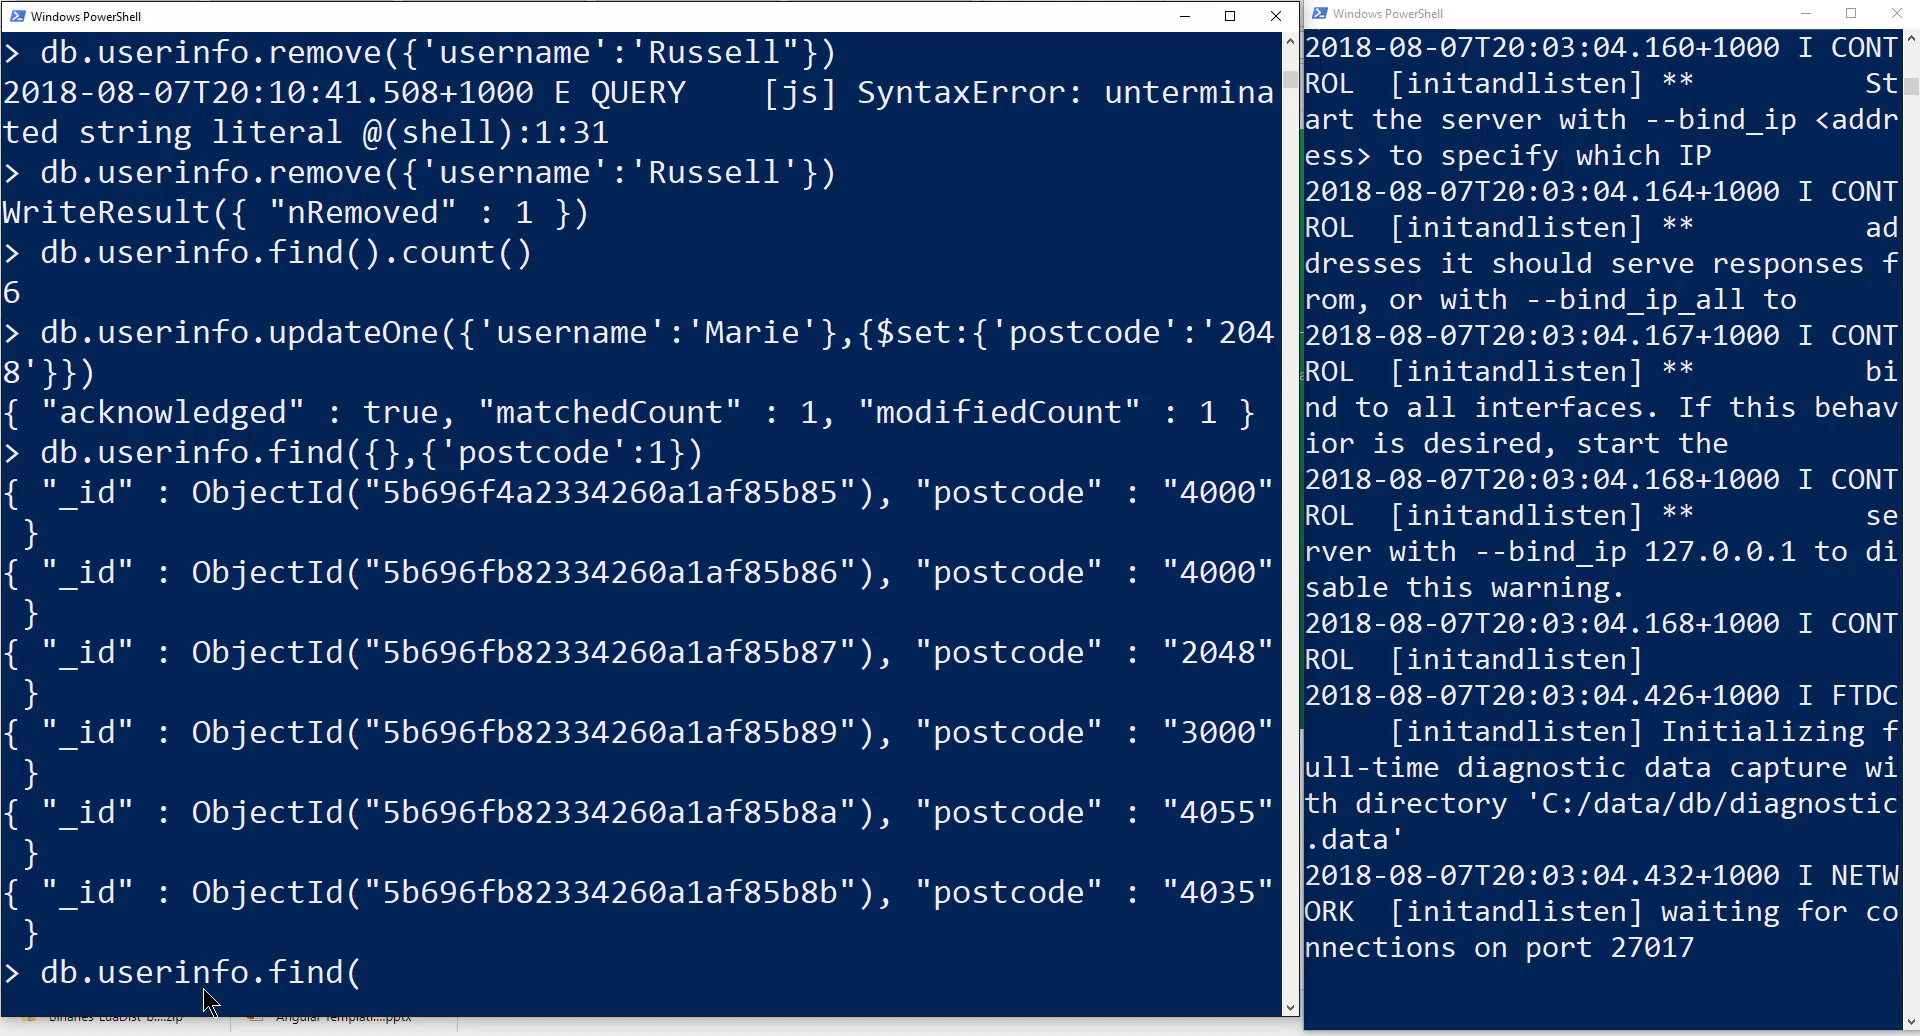 Windows PowerShell
> db.userinfo.remove({'username':'Russell"})
2018-08-07T20:10:41.508+1000 E QUERY    [js] SyntaxError: untermina
ted string literal @(shell):1:31
> db.userinfo.remove({'username':'Russell'})
WriteResult({ "nRemoved" : 1 })
> db.userinfo.find().count()
6
> db.userinfo.updateOne({'username':'Marie'},{$set:{'postcode':'204
8'}})
{ "acknowledged" : true, "matchedCount" : 1, "modifiedCount" : 1 }
> db.userinfo.find({},{'postcode':1})
{ "_id" : ObjectId("5b696f4a2334260a1af85b85"), "postcode" : "4000"
 }
{ "_id" : ObjectId("5b696fb82334260a1af85b86"), "postcode" : "4000"
 }
{ "_id" : ObjectId("5b696fb82334260a1af85b87"), "postcode" : "2048"
 }
{ "_id" : ObjectId("5b696fb82334260a1af85b89"), "postcode" : "3000"
 }
{ "_id" : ObjectId("5b696fb82334260a1af85b8a"), "postcode" : "4055"
 }
{ "_id" : ObjectId("5b696fb82334260a1af85b8b"), "postcode" : "4035"
 }
> db.userinfo.find(
Windows PowerShell
2018-08-07T20:03:04.160+1000 I CONT
ROL  [initandlisten] **          St
art the server with --bind_ip <addr
ess> to specify which IP
2018-08-07T20:03:04.164+1000 I CONT
ROL  [initandlisten] **          ad
dresses it should serve responses f
rom, or with --bind_ip_all to
2018-08-07T20:03:04.167+1000 I CONT
ROL  [initandlisten] **          bi
nd to all interfaces. If this behav
ior is desired, start the
2018-08-07T20:03:04.168+1000 I CONT
ROL  [initandlisten] **          se
rver with --bind_ip 127.0.0.1 to di
sable this warning.
2018-08-07T20:03:04.168+1000 I CONT
ROL  [initandlisten]
2018-08-07T20:03:04.426+1000 I FTDC
     [initandlisten] Initializing f
ull-time diagnostic data capture wi
th directory 'C:/data/db/diagnostic
.data'
2018-08-07T20:03:04.432+1000 I NETW
ORK  [initandlisten] waiting for co
nnections on port 27017